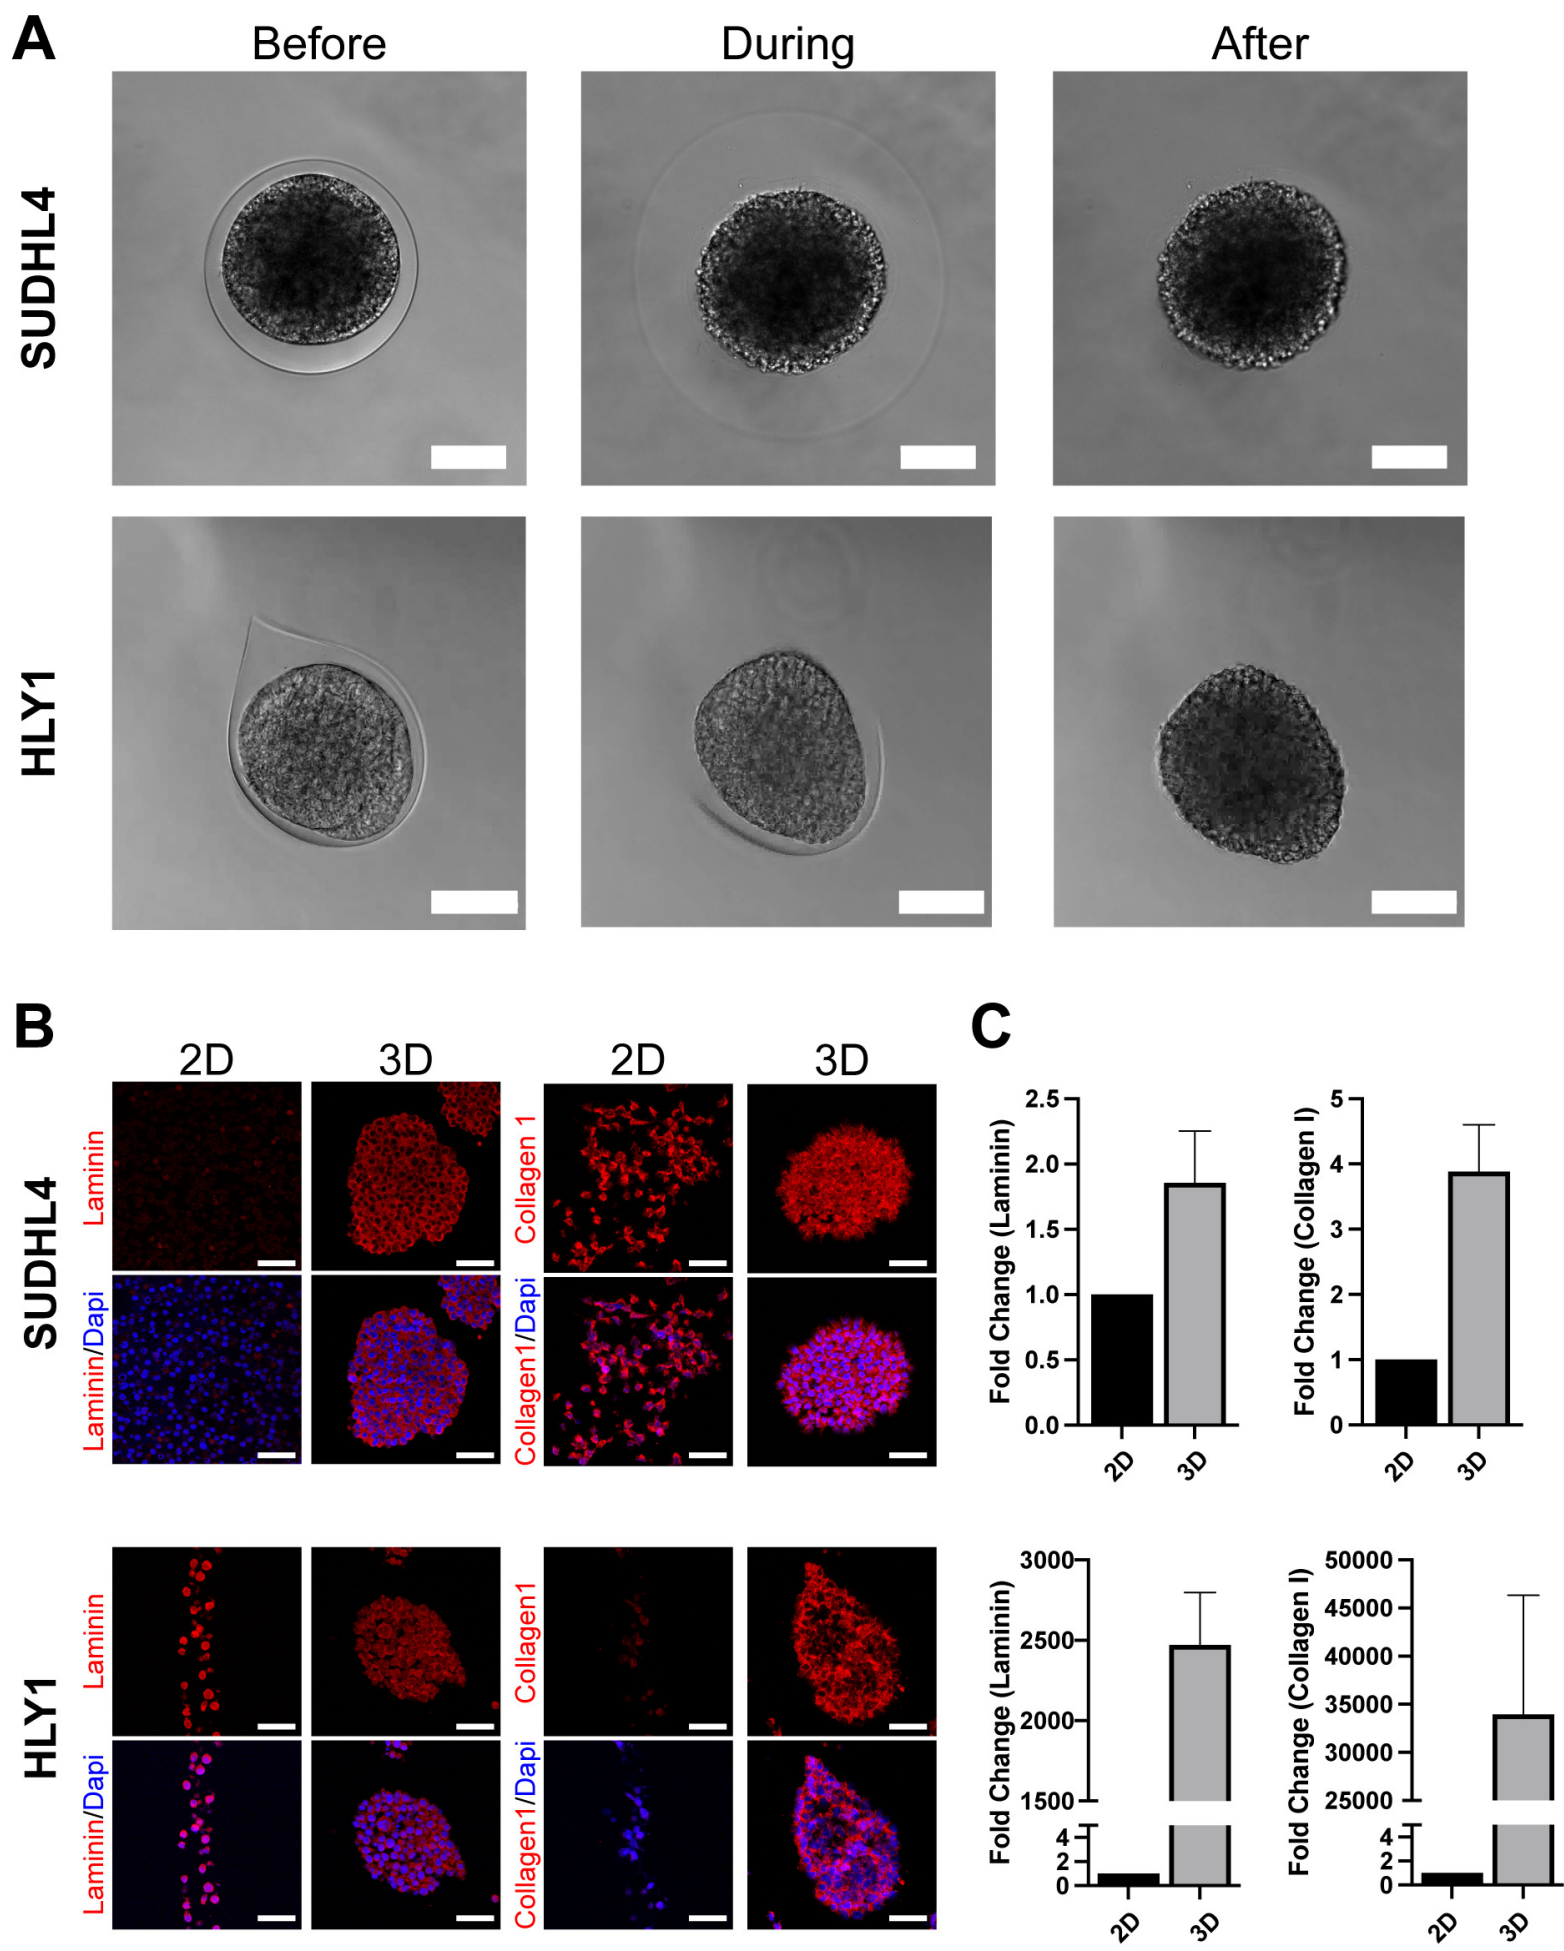 A
Before
During
After
SUDHL4
HLY1
B
2D
3D
2D
3D
SUDHL4
Laminin
Collagen 1
Laminin/Dapi
Collagen1/Dapi
HLY1
Laminin
Collagen1
Laminin/Dapi
Collagen1/Dapi
C
Fold Change (Laminin)
2.5
2.0
1.5
1.0
0.5
0.0
2D
3D
Fold Change (Collagen I)
5
4
3
2
1
0
2D
3D
Fold Change (Laminin)
3000
2500
2000
1500
4
2
0
2D
3D
Fold Change (Collagen I)
50000
45000
40000
35000
30000
25000
4
2
0
2D
3D